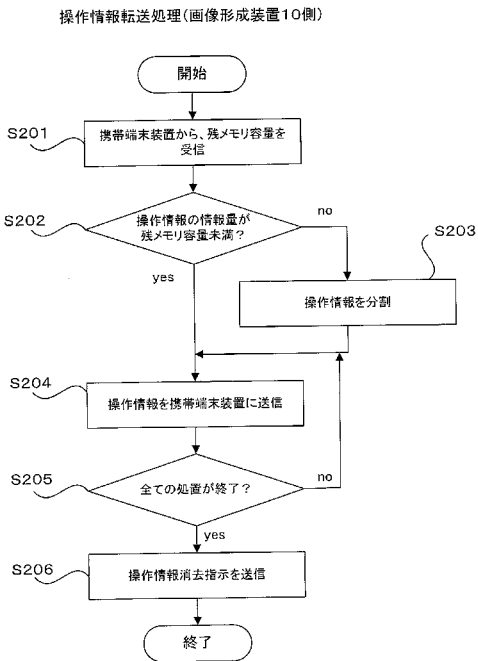 操作情報転送処理(画像形成装置10側)
開始
S201
携帯端末装置から、残メモリ容量を
受信
S202
操作情報の情報量が
残メモリ容量未満?
no
yes
S203
操作情報を分割
S204
操作情報を携帯端末装置に送信
S205
全ての処置が終了?
no
yes
S206
操作情報消去指示を送信
終了